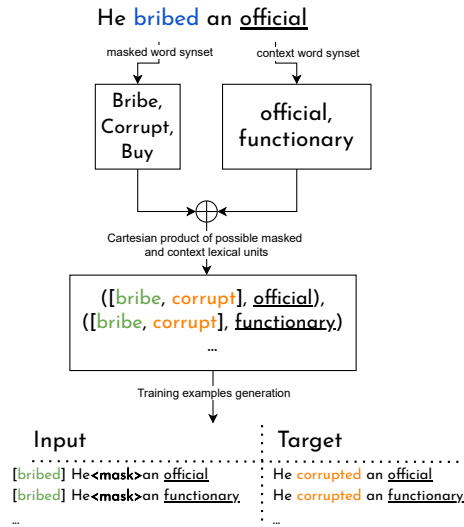 He bribed an official
masked word synset
context word synset
Bribe,
Corrupt,
Buy
official,
functionary
Cartesian product of possible masked
and context lexical units
([bribe, corrupt], official),
([bribe, corrupt], functionary)
...
Training examples generation
Input
Target
[bribed] He<mask>an official
He corrupted an official
[bribed] He<mask>an functionary
He corrupted an functionary
...
...